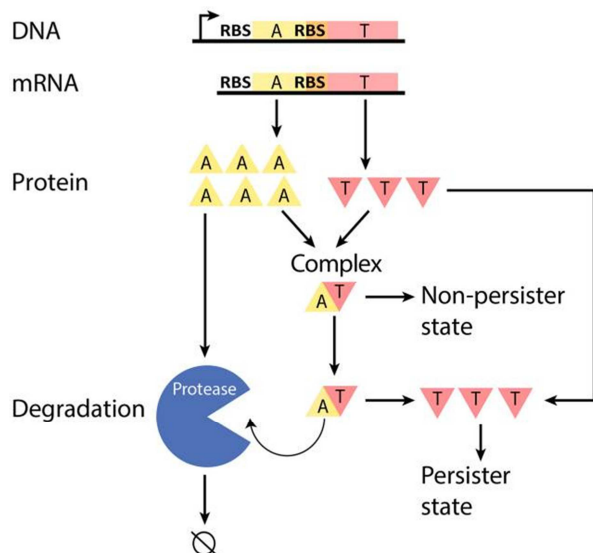 DNA
RBS A RBS T
mRNA
RBS A RBS T
A A A
Protein
A A A
T T T
Complex
A T
Non-persister
state
Protease
Degradation
A T
T T T
Persister
state
∅